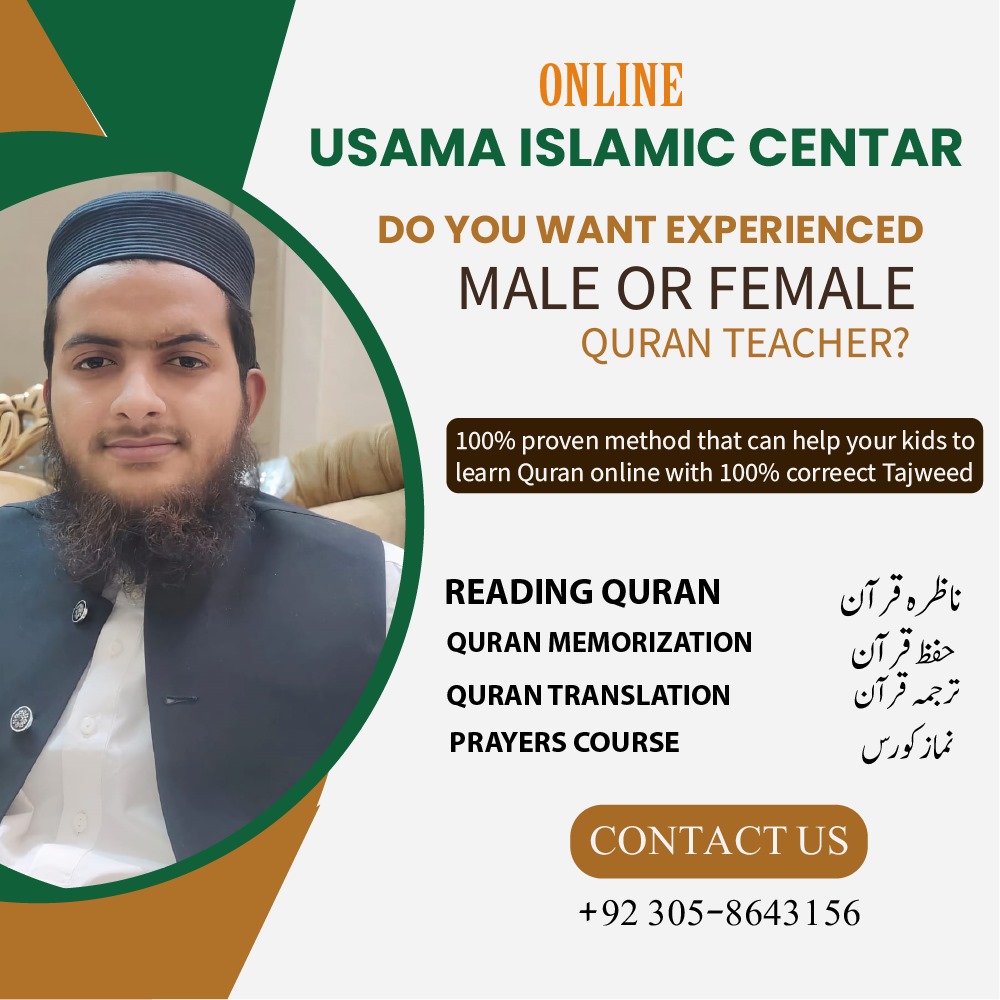 ONLINE
USAMA ISLAMIC CENTAR
DO YOU WANT EXPERIENCED
MALE OR FEMALE
QURAN TEACHER?
100% proven method that can help your kids to
learn Quran online with 100% correect Tajweed
READING QURAN ناظرہ قرآن
QURAN MEMORIZATION حفظ قرآن
QURAN TRANSLATION ترجمہ قرآن
PRAYERS COURSE نماز کورس
CONTACT US
+92 305-8643156